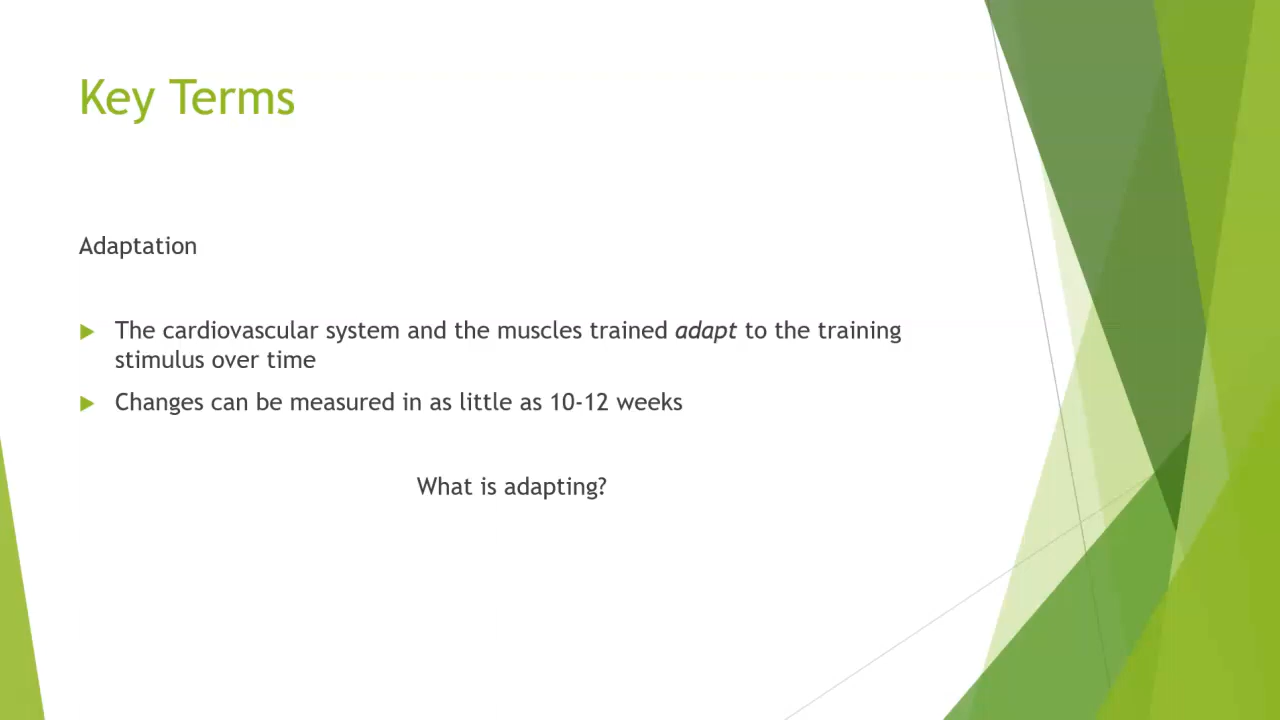 Key Terms
Adaptation
The cardiovascular system and the muscles trained adapt to the training
stimulus over time
Changes can be measured in as little as 10-12 weeks
What is adapting?